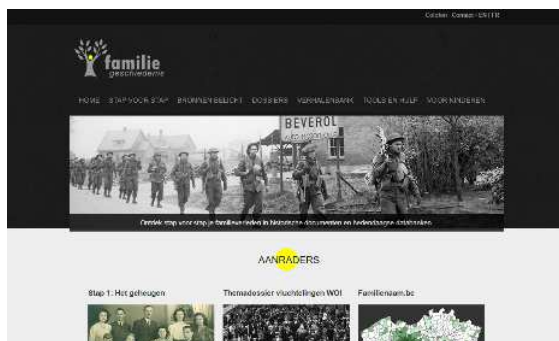 Colofon Contact EN | FR
familie
geschiedenis
HOME STAP VOOR STAP BRONNEN BELICHT DOSSIERS VERHALENBANK TOOLS EN HULP VOOR KINDEREN
BEVEROL
Ontdek stap voor stap je familieverleden in historische documenten en hedendaagse databanken.
AANRADERS
Stap 1: Het geheugen Themadossier vluchtelingen WOI Familienaam.be